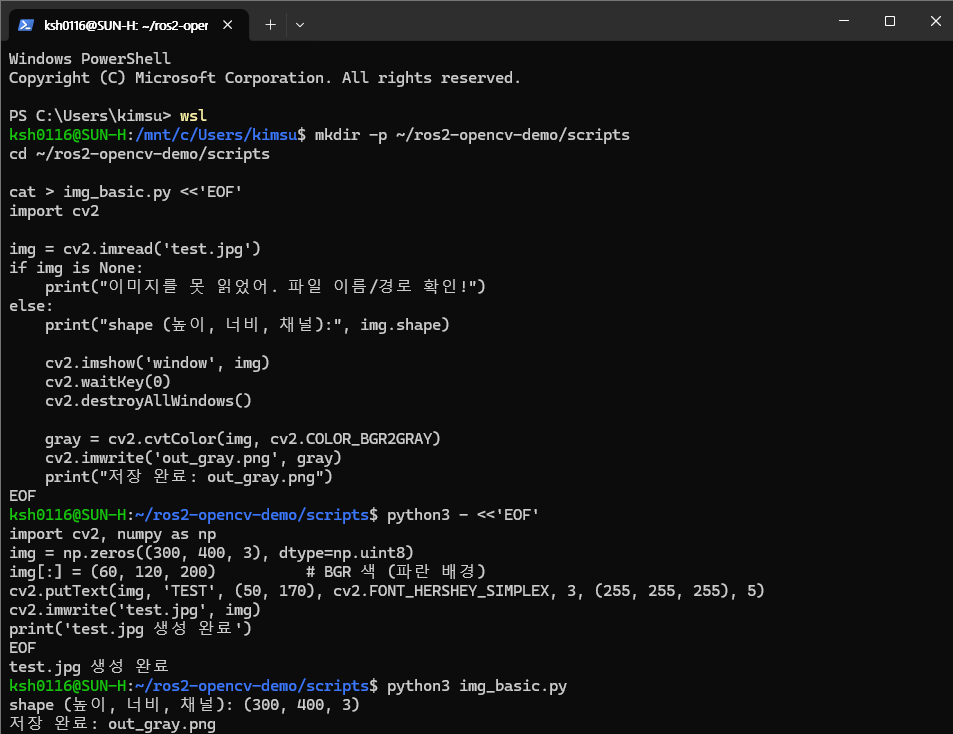 ksh0116@SUN-H: ~/ros2-oper
Windows PowerShell
Copyright (C) Microsoft Corporation. All rights reserved.
PS C:\Users\kimsu> wsl
ksh0116@SUN-H:/mnt/c/Users/kimsu$ mkdir -p ~/ros2-opencv-demo/scripts
cd ~/ros2-opencv-demo/scripts
cat > img_basic.py <<'EOF'
import cv2
img = cv2.imread('test.jpg')
if img is None:
    print("이미지를 못 읽었어. 파일 이름/경로 확인!")
else:
    print("shape (높이, 너비, 채널):", img.shape)
    cv2.imshow('window', img)
    cv2.waitKey(0)
    cv2.destroyAllWindows()
    gray = cv2.cvtColor(img, cv2.COLOR_BGR2GRAY)
    cv2.imwrite('out_gray.png', gray)
    print("저장 완료: out_gray.png")
EOF
ksh0116@SUN-H:~/ros2-opencv-demo/scripts$ python3 - <<'EOF'
import cv2, numpy as np
img = np.zeros((300, 400, 3), dtype=np.uint8)
img[:] = (60, 120, 200)          # BGR 색 (파란 배경)
cv2.putText(img, 'TEST', (50, 170), cv2.FONT_HERSHEY_SIMPLEX, 3, (255, 255, 255), 5)
cv2.imwrite('test.jpg', img)
print('test.jpg 생성 완료')
EOF
test.jpg 생성 완료
ksh0116@SUN-H:~/ros2-opencv-demo/scripts$ python3 img_basic.py
shape (높이, 너비, 채널): (300, 400, 3)
저장 완료: out_gray.png